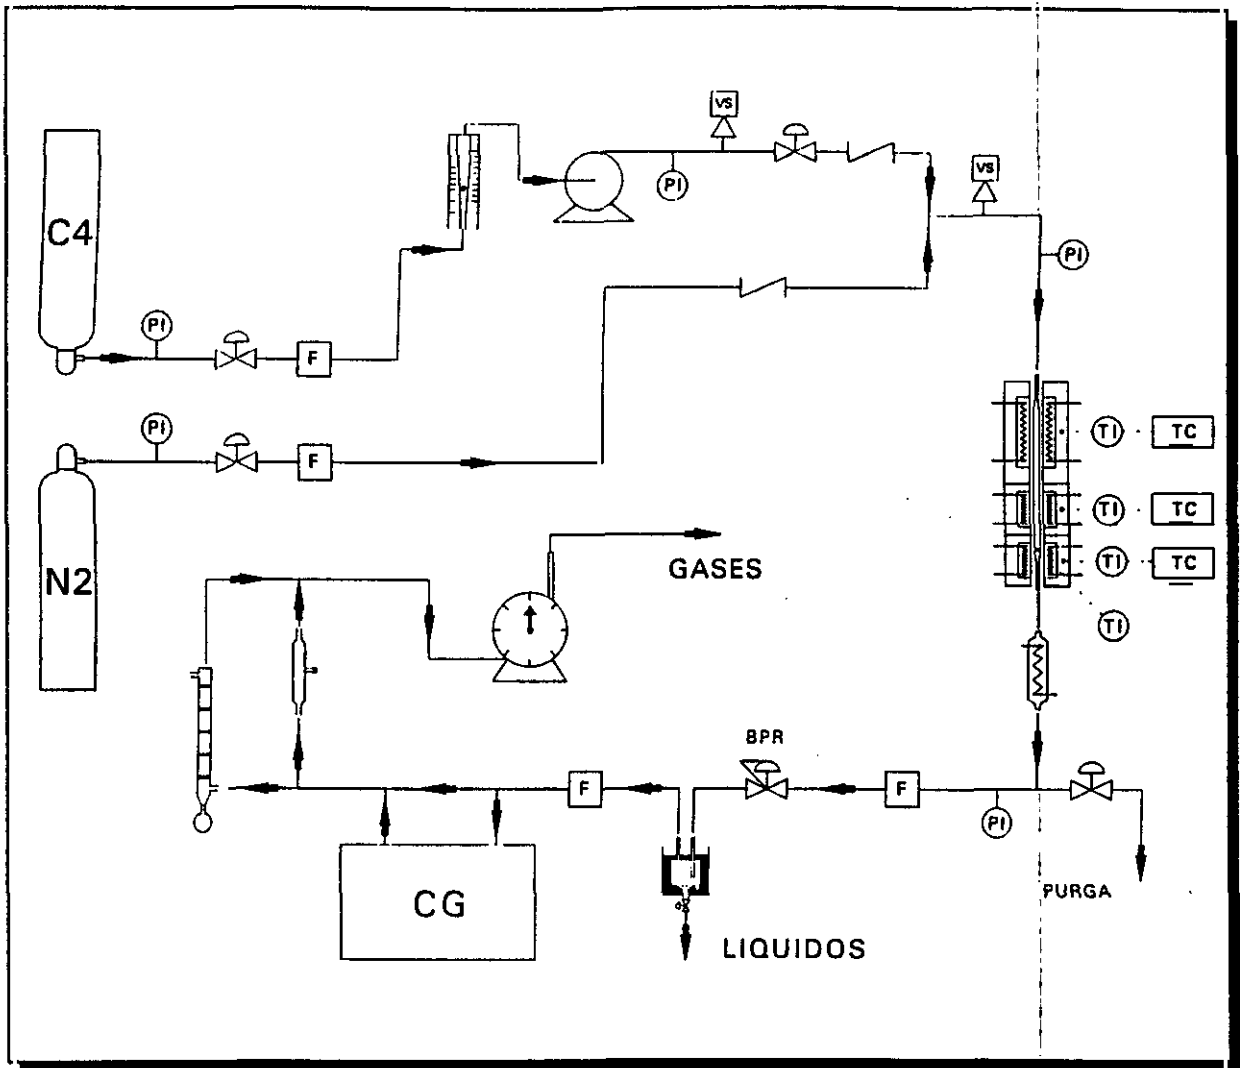 VS
C4
PI
VS
PI
PI
F
PI
F
TI
TC
TI
TC
N2
GASES
TI
TC
TI
BPR
F
F
PI
CG
PURGA
LIQUIDOS